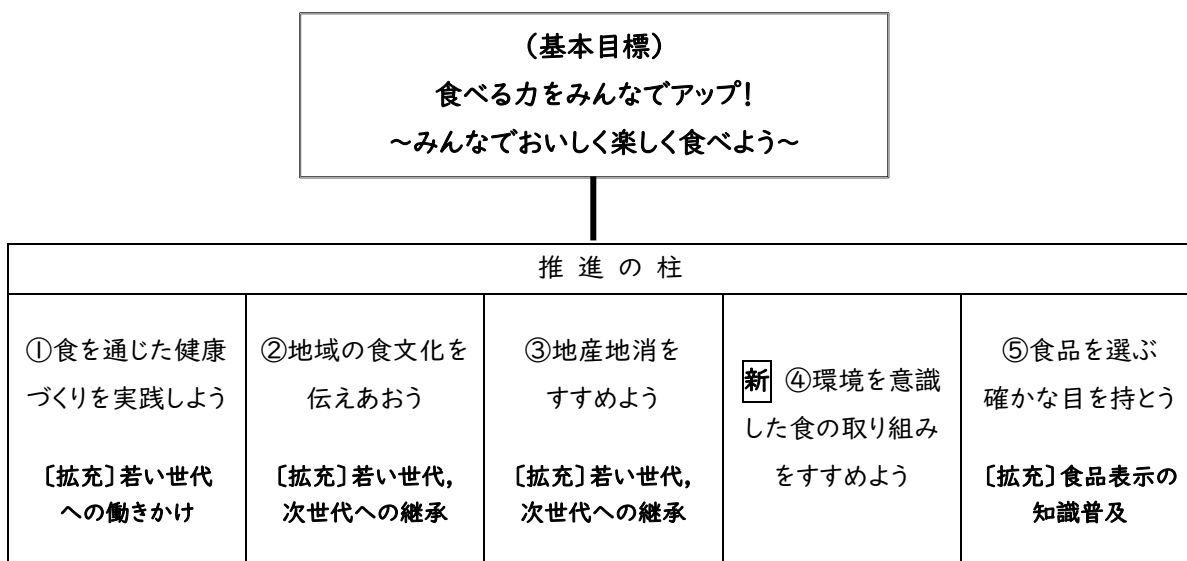 (基本目標)
食べる力をみんなでアップ!
~みんなでおいしく楽しく食べよう~
推進の柱
①食を通じた健康
づくりを実践しよう
〔拡充〕若い世代
への働きかけ
②地域の食文化を
伝えあおう
〔拡充〕若い世代,
次世代への継承
③地産地消を
すすめよう
〔拡充〕若い世代,
次世代への継承
新 ④環境を意識
した食の取り組み
をすすめよう
⑤食品を選ぶ
確かな目を持とう
〔拡充〕食品表示の
知識普及